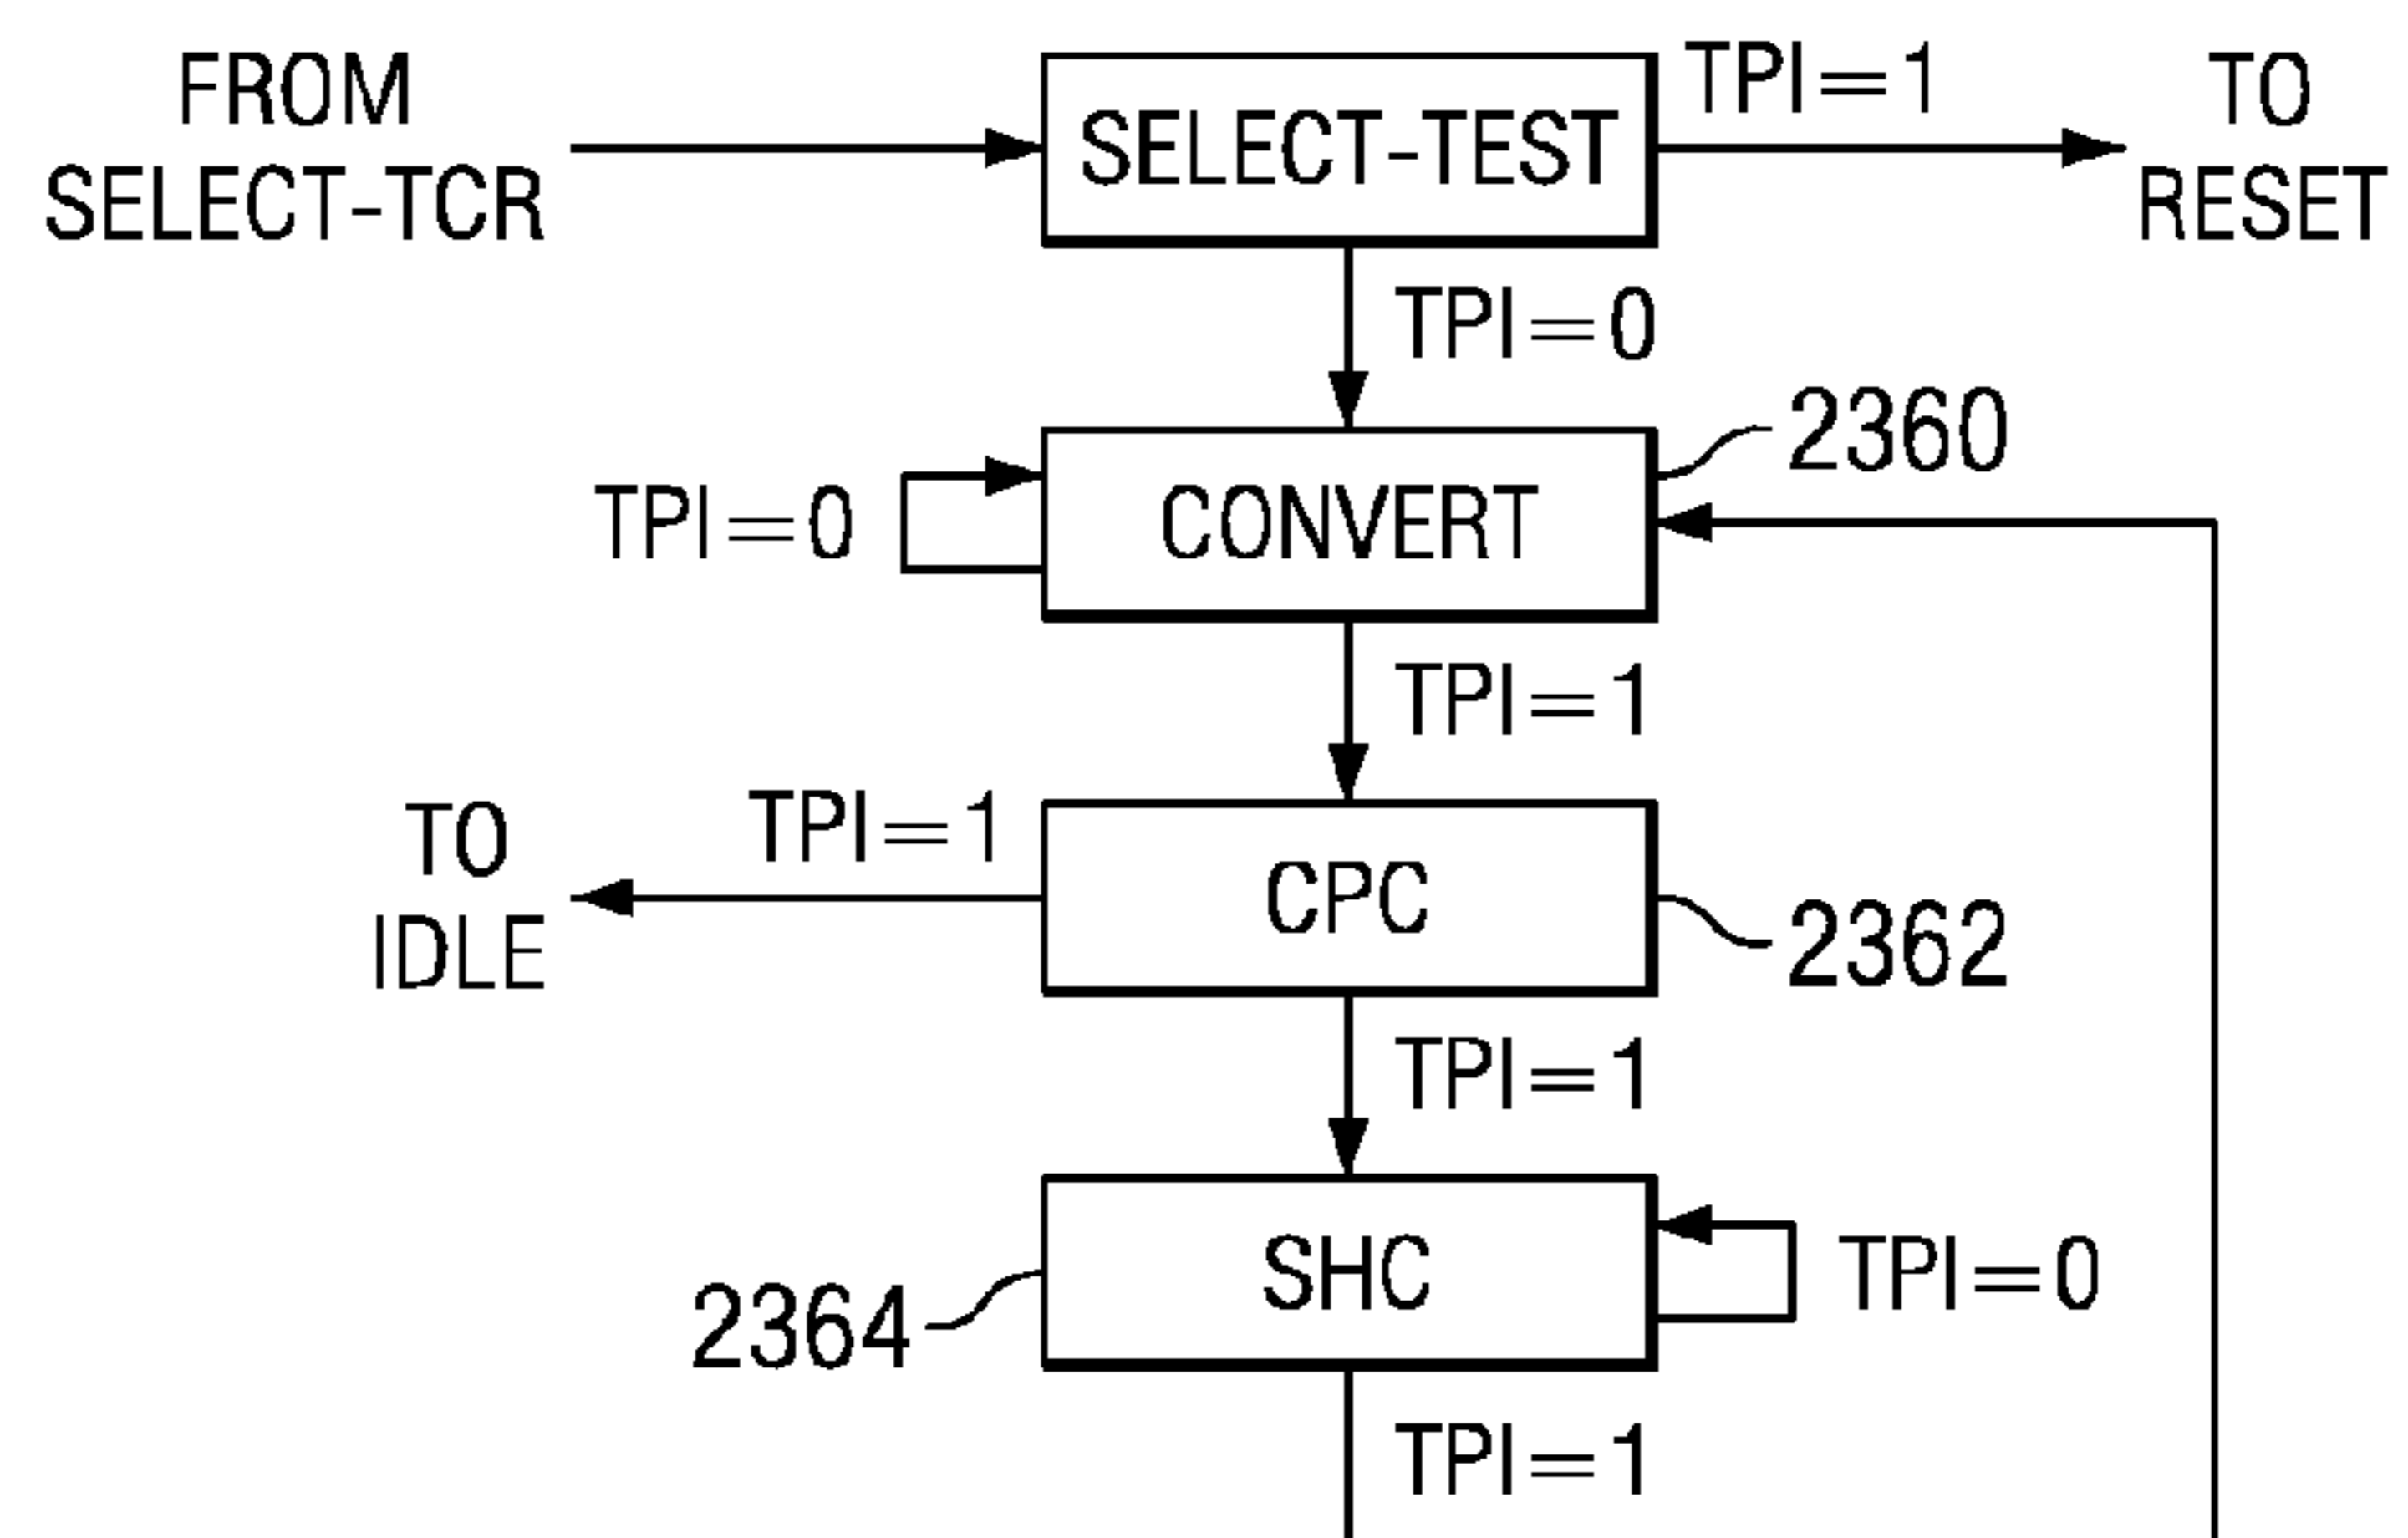 FROM
SELECT-TCR
SELECT-TEST
TPI=1
TO
RESET
TPI=0
2360
TPI=0
CONVERT
TPI=1
TO
IDLE
TPI=1
CPC
2362
TPI=1
SHC
TPI=0
2364
TPI=1